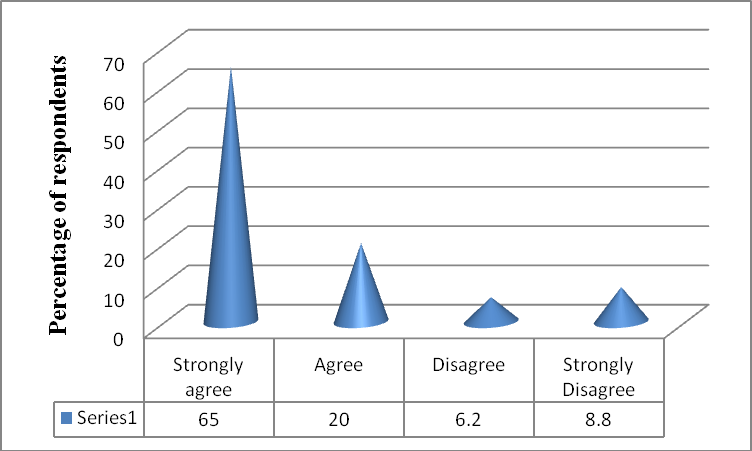 Percentage of respondents
70
60
50
40
30
20
10
0
Strongly agree
Agree
Disagree
Strongly Disagree
Series1 65 20 6.2 8.8